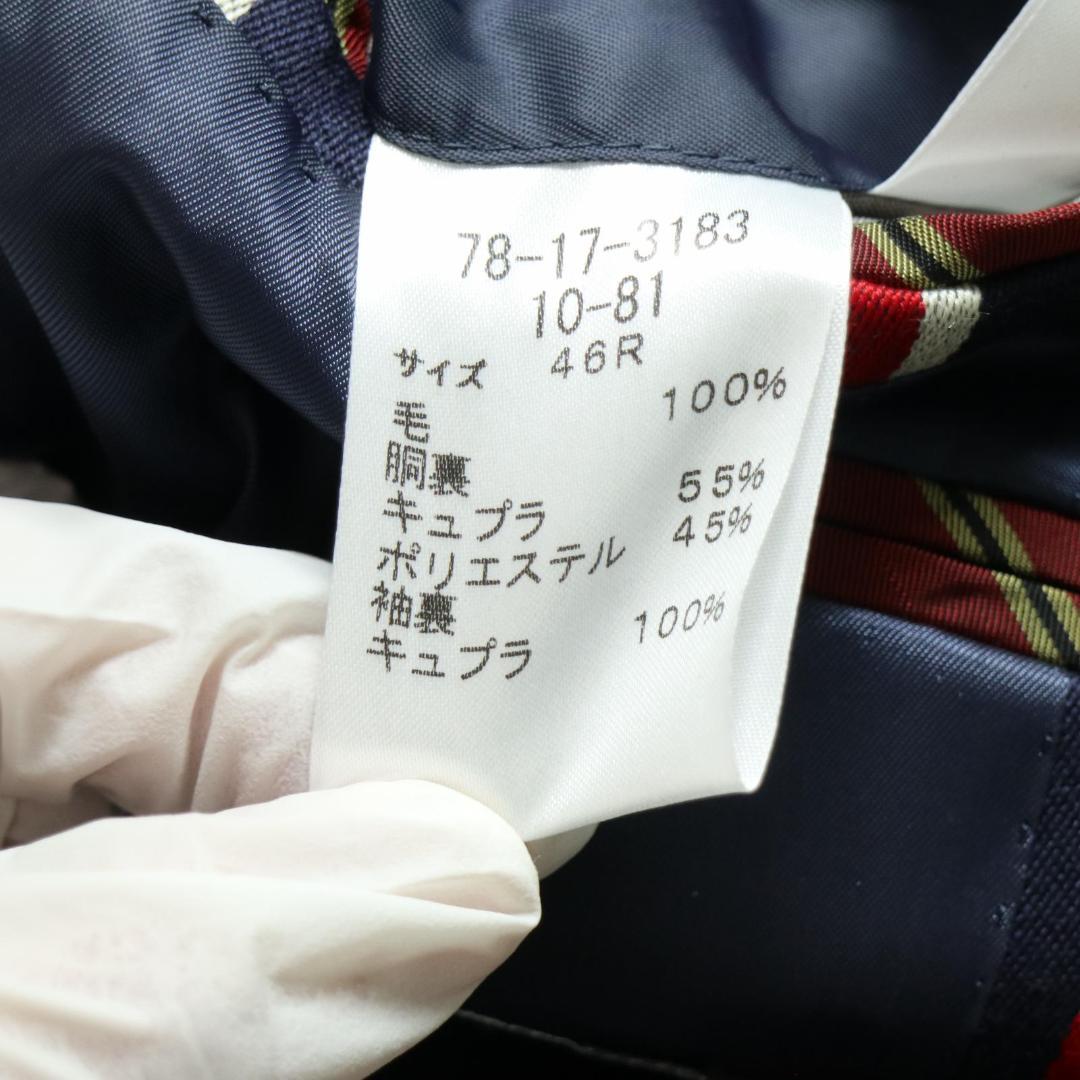 78-17-3183
10-81
サイズ 46R
毛 100%
胴裏
キュプラ 55%
ポリエステル 45%
袖裏
キュプラ 100%